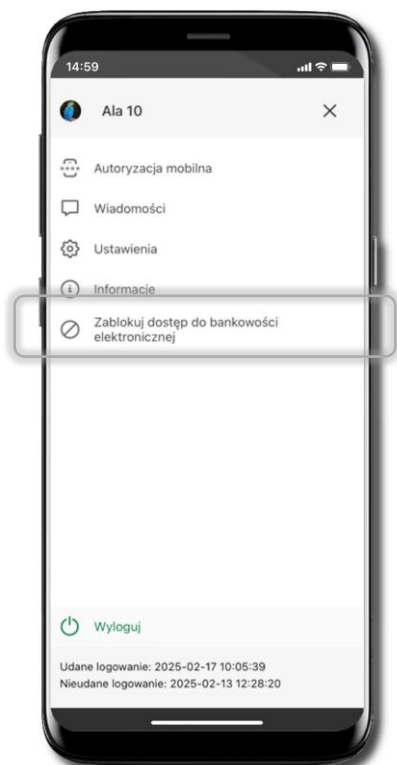 14:59
Ala 10
Autoryzacja mobilna
Wiadomości
Ustawienia
Informacje
Zablokuj dostęp do bankowości
elektronicznej
Wyloguj
Udane logowanie: 2025-02-17 10:05:39
Nieudane logowanie: 2025-02-13 12:28:20